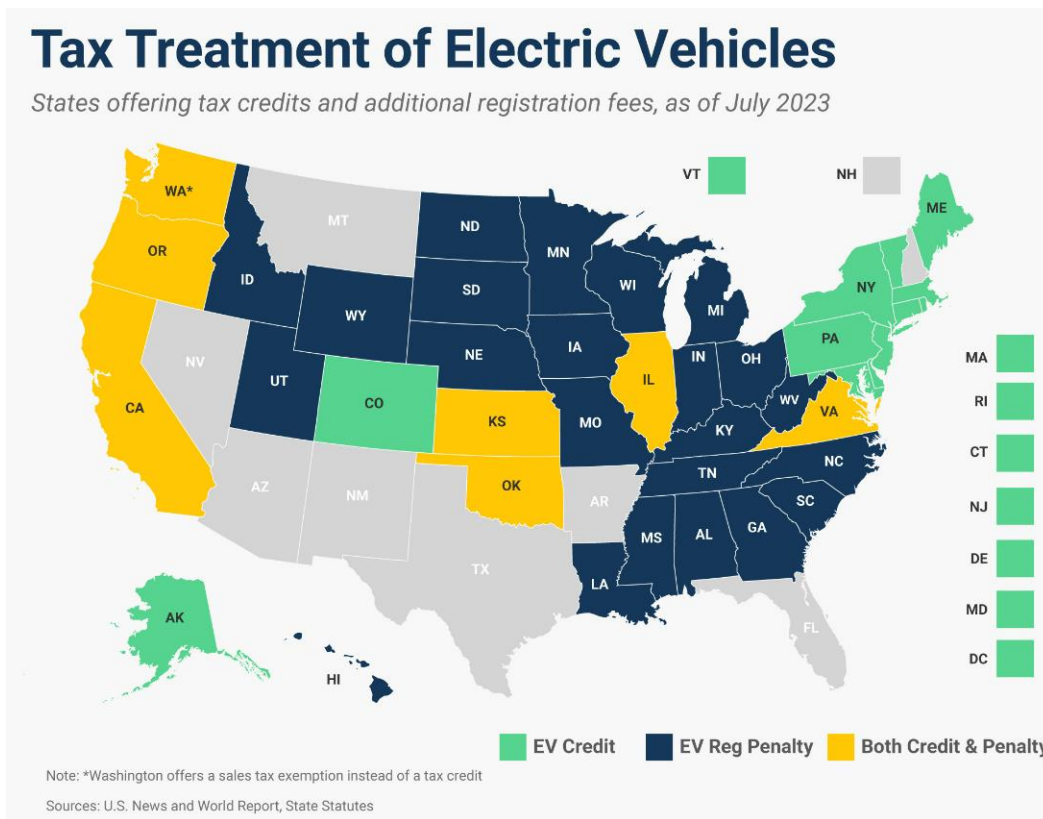 Tax Treatment of Electric Vehicles
States offering tax credits and additional registration fees, as of July 2023
VT
NH
WA*
MT
ND
MN
ME
OR
ID
SD
WI
NY
WY
MI
PA
NV
NE
IA
IN
OH
MA
UT
CO
IL
WV
RI
CA
KS
MO
VA
KY
CT
AZ
NM
OK
AR
TN
NC
SC
NJ
MS
AL
GA
TX
LA
DE
AK
FL
MD
HI
DC
EV Credit
EV Reg Penalty
Both Credit & Penalty
Note: *Washington offers a sales tax exemption instead of a tax credit
Sources: U.S. News and World Report, State Statutes